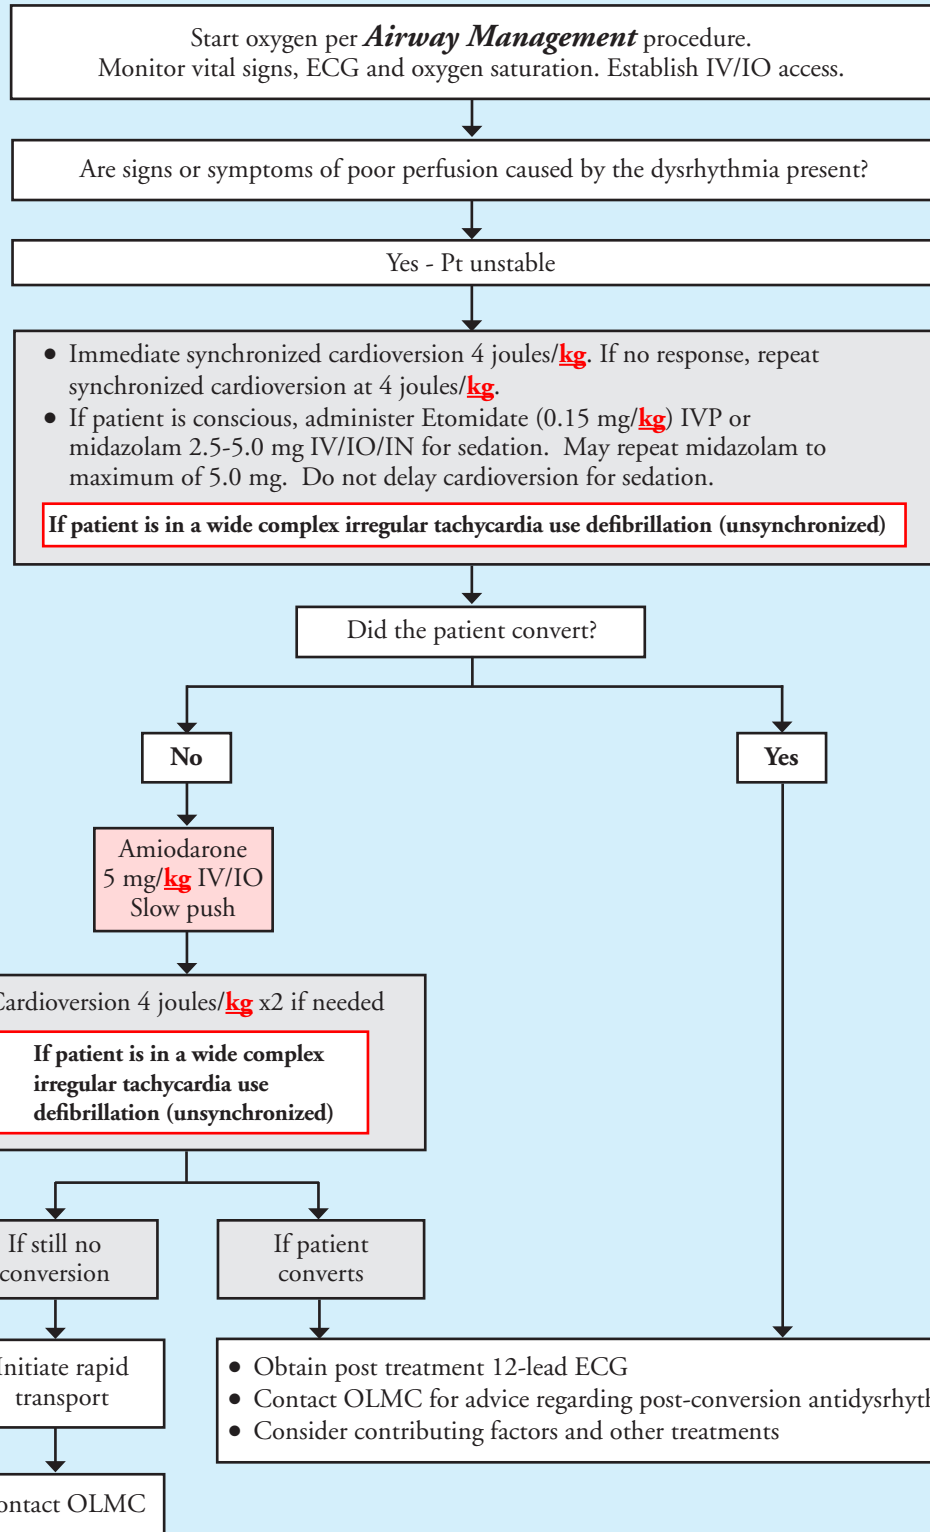 Start oxygen per Airway Management procedure.
Monitor vital signs, ECG and oxygen saturation. Establish IV/IO access.
Are signs or symptoms of poor perfusion caused by the dysrhythmia present?
Yes - Pt unstable
• Immediate synchronized cardioversion 4 joules/kg. If no response, repeat
synchronized cardioversion at 4 joules/kg.
• If patient is conscious, administer Etomidate (0.15 mg/kg) IVP or
midazolam 2.5-5.0 mg IV/IO/IN for sedation. May repeat midazolam to
maximum of 5.0 mg. Do not delay cardioversion for sedation.
If patient is in a wide complex irregular tachycardia use defibrillation (unsynchronized)
Did the patient convert?
No
Yes
Amiodarone
5 mg/kg IV/IO
Slow push
Cardioversion 4 joules/kg x2 if needed
If patient is in a wide complex
irregular tachycardia use
defibrillation (unsynchronized)
If still no
conversion
If patient
converts
Initiate rapid
transport
• Obtain post treatment 12-lead ECG
• Contact OLMC for advice regarding post-conversion antidysrhyth
• Consider contributing factors and other treatments
ontact OLMC